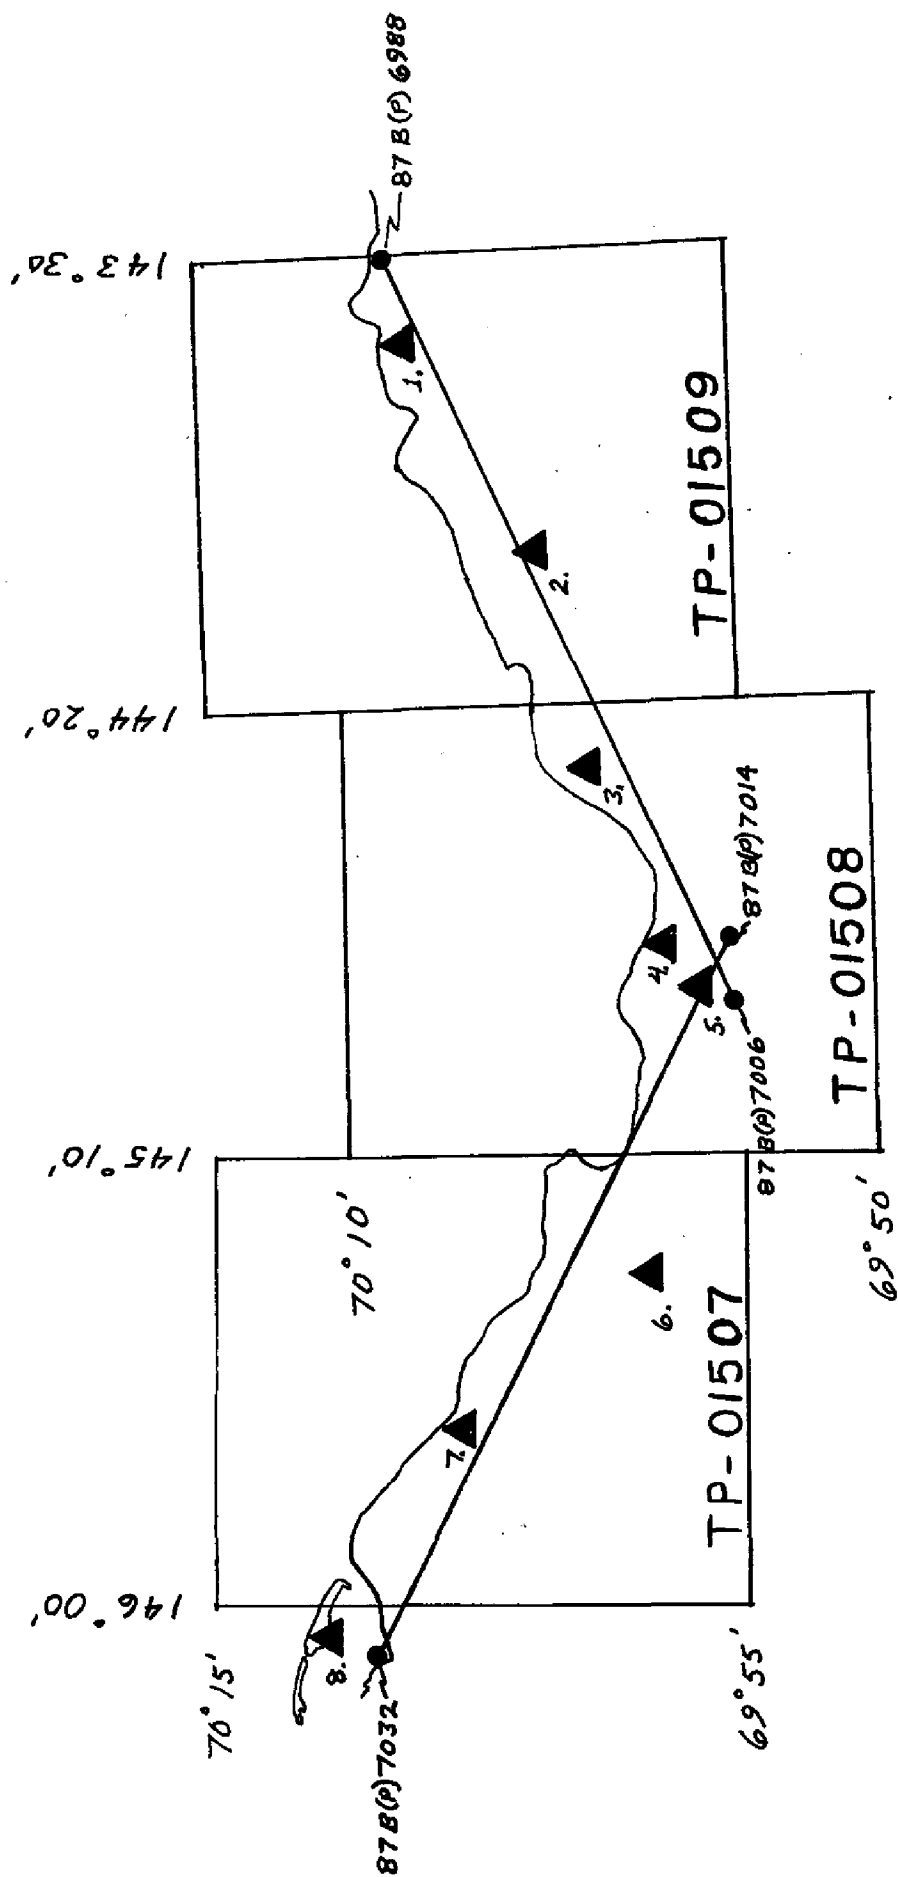 146° 00'
145° 10'
144° 20'
143° 30'
70° 15'
70° 10'
69° 55'
69° 50'
87 B(P) 7032
87 B(P) 7006
87 B(P) 7014
87 B(P) 6988
8.
7.
6.
5.
4.
3.
2.
1.
TP-01507
TP-01508
TP-01509